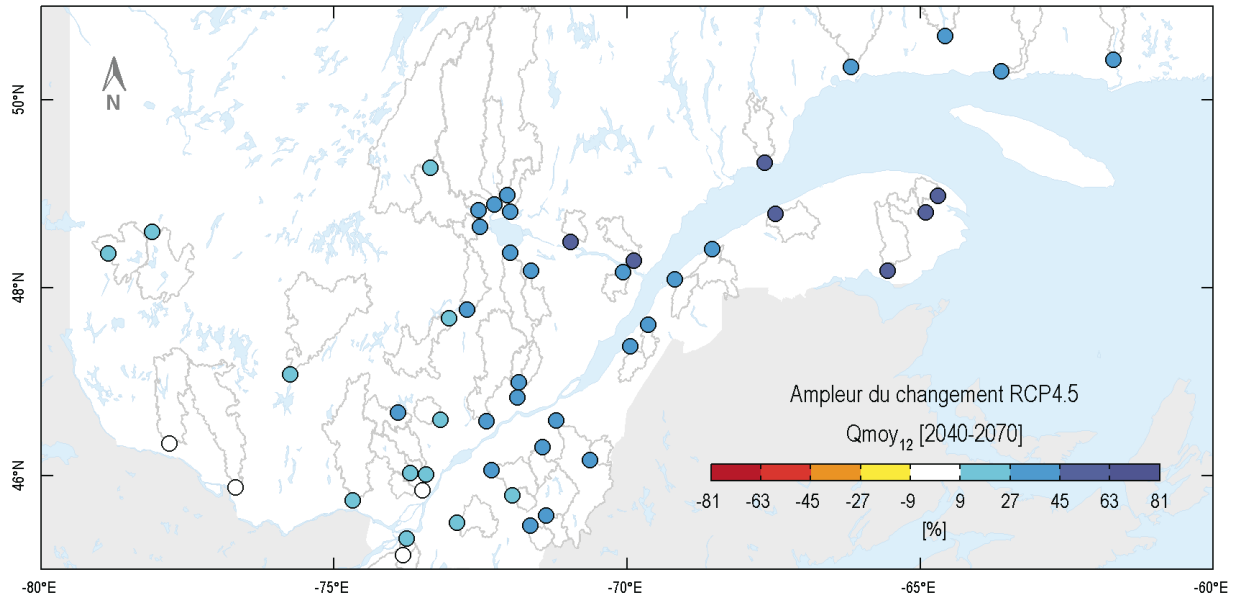 N
50°N
48°N
46°N
Ampleur du changement RCP4.5
Qmoy₁₂ [2040-2070]
-81 -63 -45 -27 -9 9 27 45 63 81
[%]
-80°E -75°E -70°E -65°E -60°E